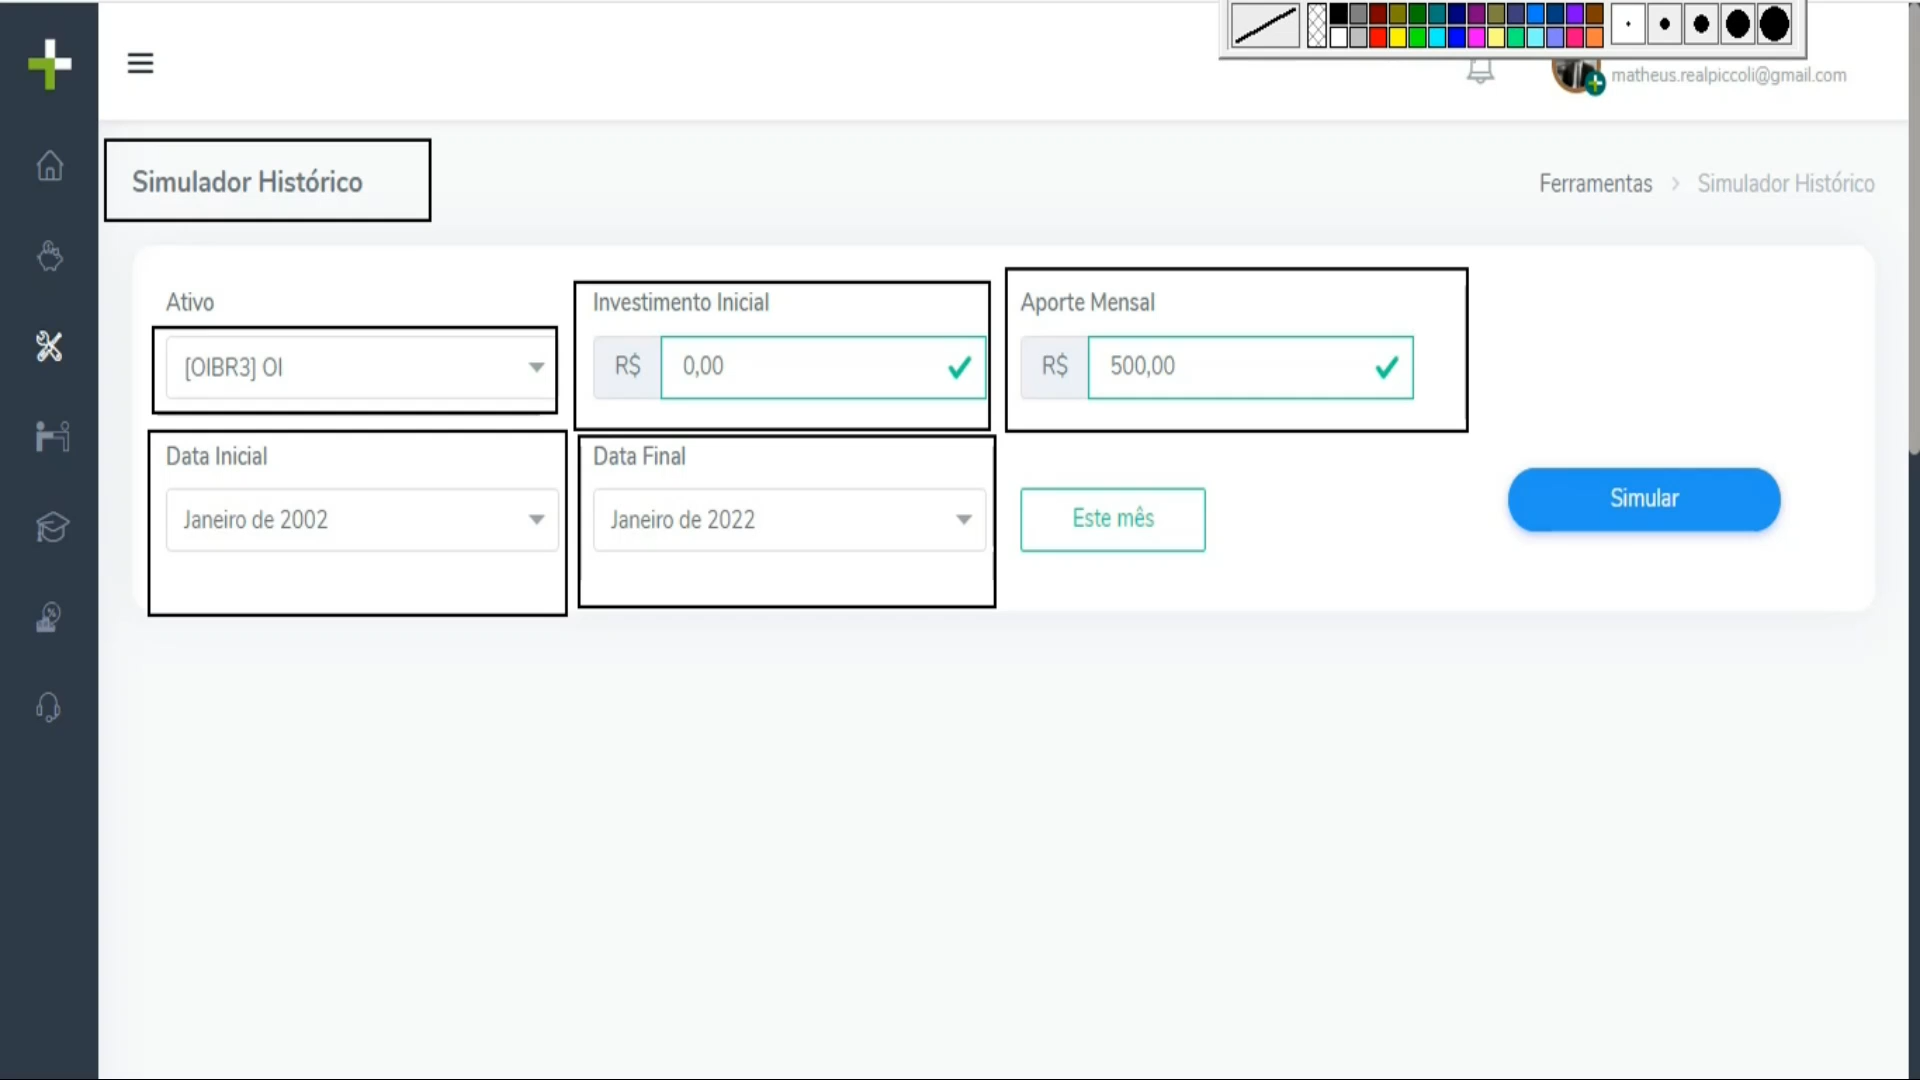 matheus.realpiccoli@gmail.com
Simulador Histórico
Ferramentas > Simulador Histórico
Ativo
[OIBR3] OI
Investimento Inicial
R$ 0,00
Aporte Mensal
R$ 500,00
Data Inicial
Janeiro de 2002
Data Final
Janeiro de 2022
Este mês
Simular